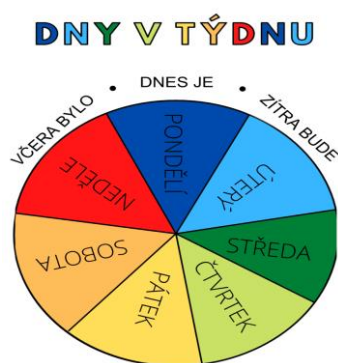 DNY V TÝDNU
VČERA BYLO • DNES JE • ZÍTRA BUDE
PONDĚLÍ
ÚTERÝ
STŘEDA
ČTVRTEK
PÁTEK
SOBOTA
NEDĚLE